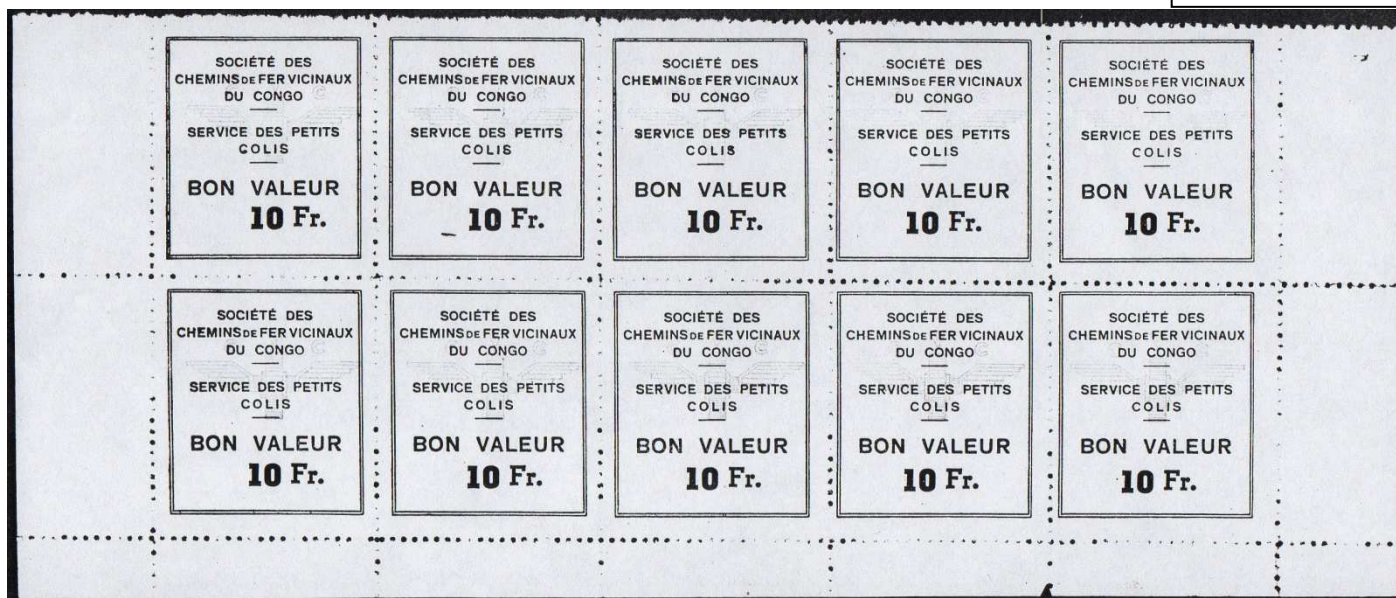 SOCIÉTÉ DES
CHEMINS DE FER VICINAUX
DU CONGO
SERVICE DES PETITS
COLIS
BON VALEUR
10 Fr.
SOCIÉTÉ DES
CHEMINS DE FER VICINAUX
DU CONGO
SERVICE DES PETITS
COLIS
BON VALEUR
10 Fr.
SOCIÉTÉ DES
CHEMINS DE FER VICINAUX
DU CONGO
SERVICE DES PETITS
COLIS
BON VALEUR
10 Fr.
SOCIÉTÉ DES
CHEMINS DE FER VICINAUX
DU CONGO
SERVICE DES PETITS
COLIS
BON VALEUR
10 Fr.
SOCIÉTÉ DES
CHEMINS DE FER VICINAUX
DU CONGO
SERVICE DES PETITS
COLIS
BON VALEUR
10 Fr.
SOCIÉTÉ DES
CHEMINS DE FER VICINAUX
DU CONGO
SERVICE DES PETITS
COLIS
BON VALEUR
10 Fr.
SOCIÉTÉ DES
CHEMINS DE FER VICINAUX
DU CONGO
SERVICE DES PETITS
COLIS
BON VALEUR
10 Fr.
SOCIÉTÉ DES
CHEMINS DE FER VICINAUX
DU CONGO
SERVICE DES PETITS
COLIS
BON VALEUR
10 Fr.
SOCIÉTÉ DES
CHEMINS DE FER VICINAUX
DU CONGO
SERVICE DES PETITS
COLIS
BON VALEUR
10 Fr.
SOCIÉTÉ DES
CHEMINS DE FER VICINAUX
DU CONGO
SERVICE DES PETITS
COLIS
BON VALEUR
10 Fr.